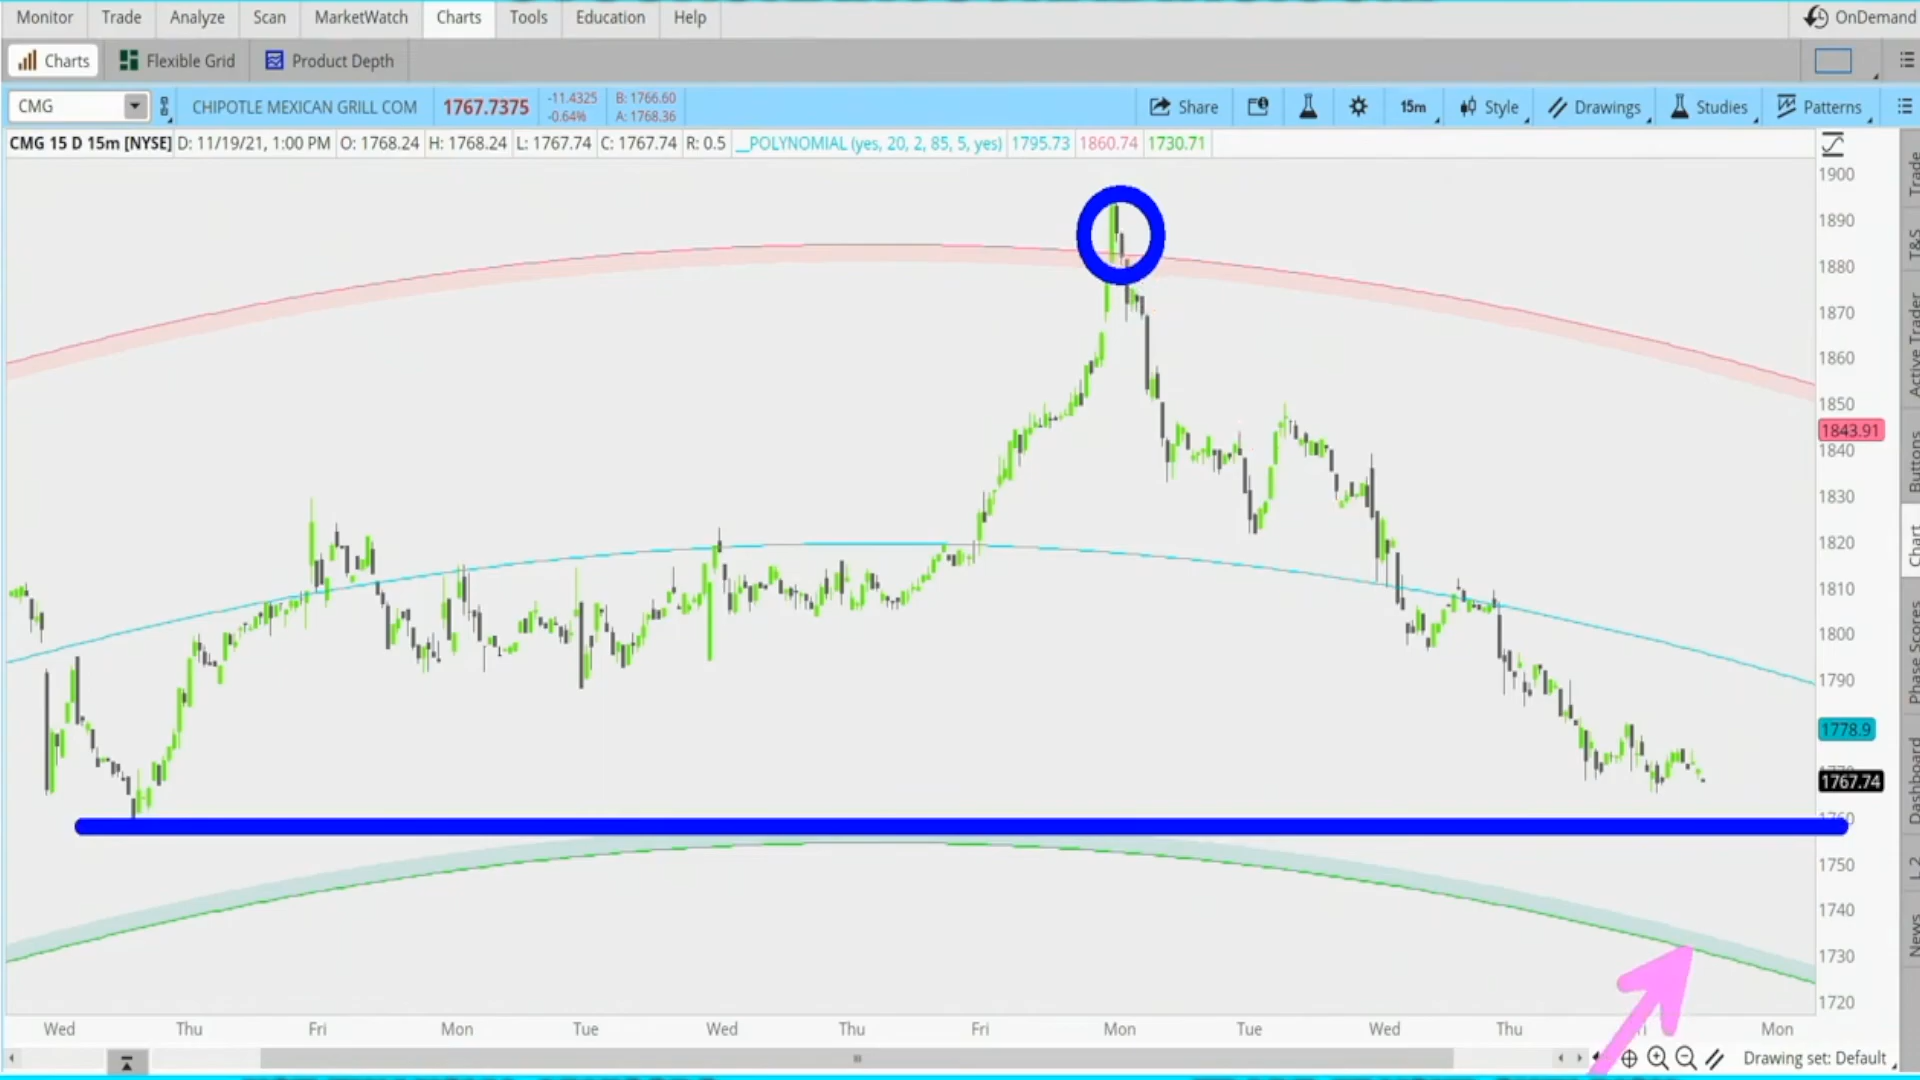 Monitor Trade Analyze Scan MarketWatch Charts Tools Education Help OnDemand
Charts Flexible Grid Product Depth
CMG CHIPOTLE MEXICAN GRILL COM 1767.7375 -11.4325 B: 1766.60 Share 15m Style Drawings Studies Patterns
-0.64% A: 1768.36
CMG 15 D 15m [NYSE] D: 11/19/21, 1:00 PM O: 1768.24 H: 1768.24 L: 1767.74 C: 1767.74 R: 0.5 __POLYNOMIAL (yes, 20, 2, 85, 5, yes) 1795.73 1860.74 1730.71
1900
1890
1880
1870
1860
1850
1843.91
1840
1830
1820
1810
1800
1790
1778.9
1767.74
1760
1750
1740
1730
1720
Trade
T&S
Active Trader
Buttons
Chart
Phase Scores
Dashboard
L 2
News
Wed Thu Fri Mon Tue Wed Thu Fri Mon Tue Wed Thu Mon
Drawing set: Default